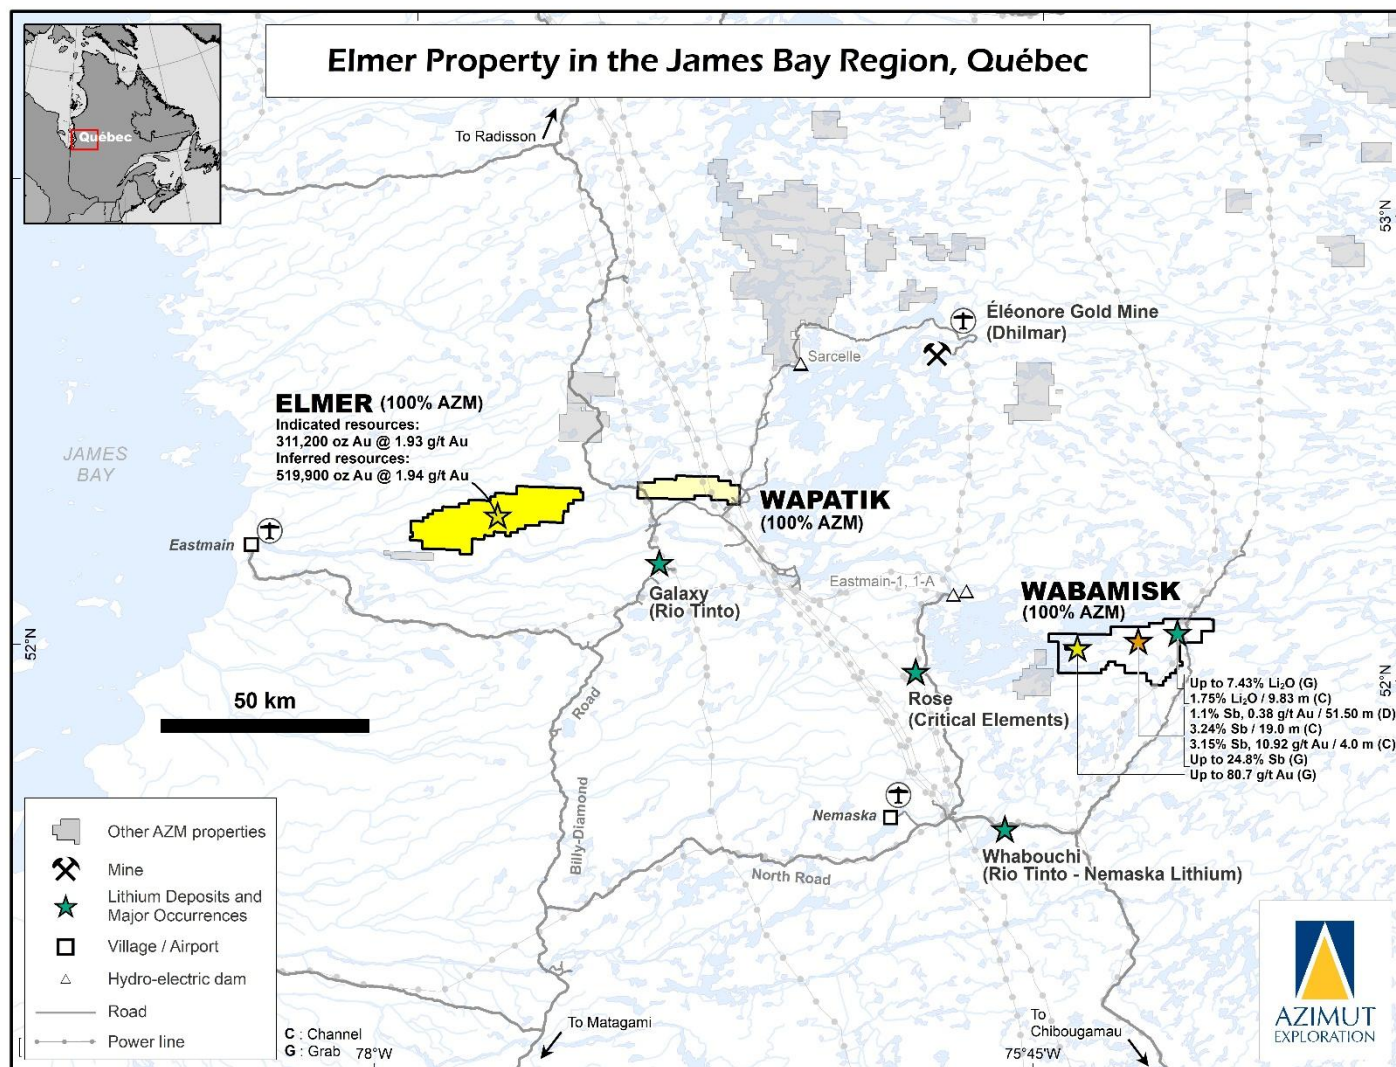 Elmer Property in the James Bay Region, Québec
Québec
To Radisson
53°N
Éléonore Gold Mine
(Dhilmar)
Sarcelle
ELMER (100% AZM)
Indicated resources:
311,200 oz Au @ 1.93 g/t Au
Inferred resources:
519,900 oz Au @ 1.94 g/t Au
JAMES
BAY
WAPATIK
(100% AZM)
Eastmain
Galaxy
(Rio Tinto)
Eastmain-1, 1-A
WABAMISK
(100% AZM)
52°N
52°N
Up to 7.43% Li₂O (G)
1.75% Li₂O / 9.83 m (C)
1.1% Sb, 0.38 g/t Au / 51.50 m (D)
3.24% Sb / 19.0 m (C)
3.15% Sb, 10.92 g/t Au / 4.0 m (C)
Up to 24.8% Sb (G)
Up to 80.7 g/t Au (G)
Rose
(Critical Elements)
50 km
Billy-Diamond Road
Nemaska
North Road
Whabouchi
(Rio Tinto - Nemaska Lithium)
Other AZM properties
Mine
Lithium Deposits and
Major Occurrences
Village / Airport
Hydro-electric dam
Road
Power line
C : Channel
G : Grab
78°W
To Matagami
To
Chibougamau
75°45'W
AZIMUT
EXPLORATION